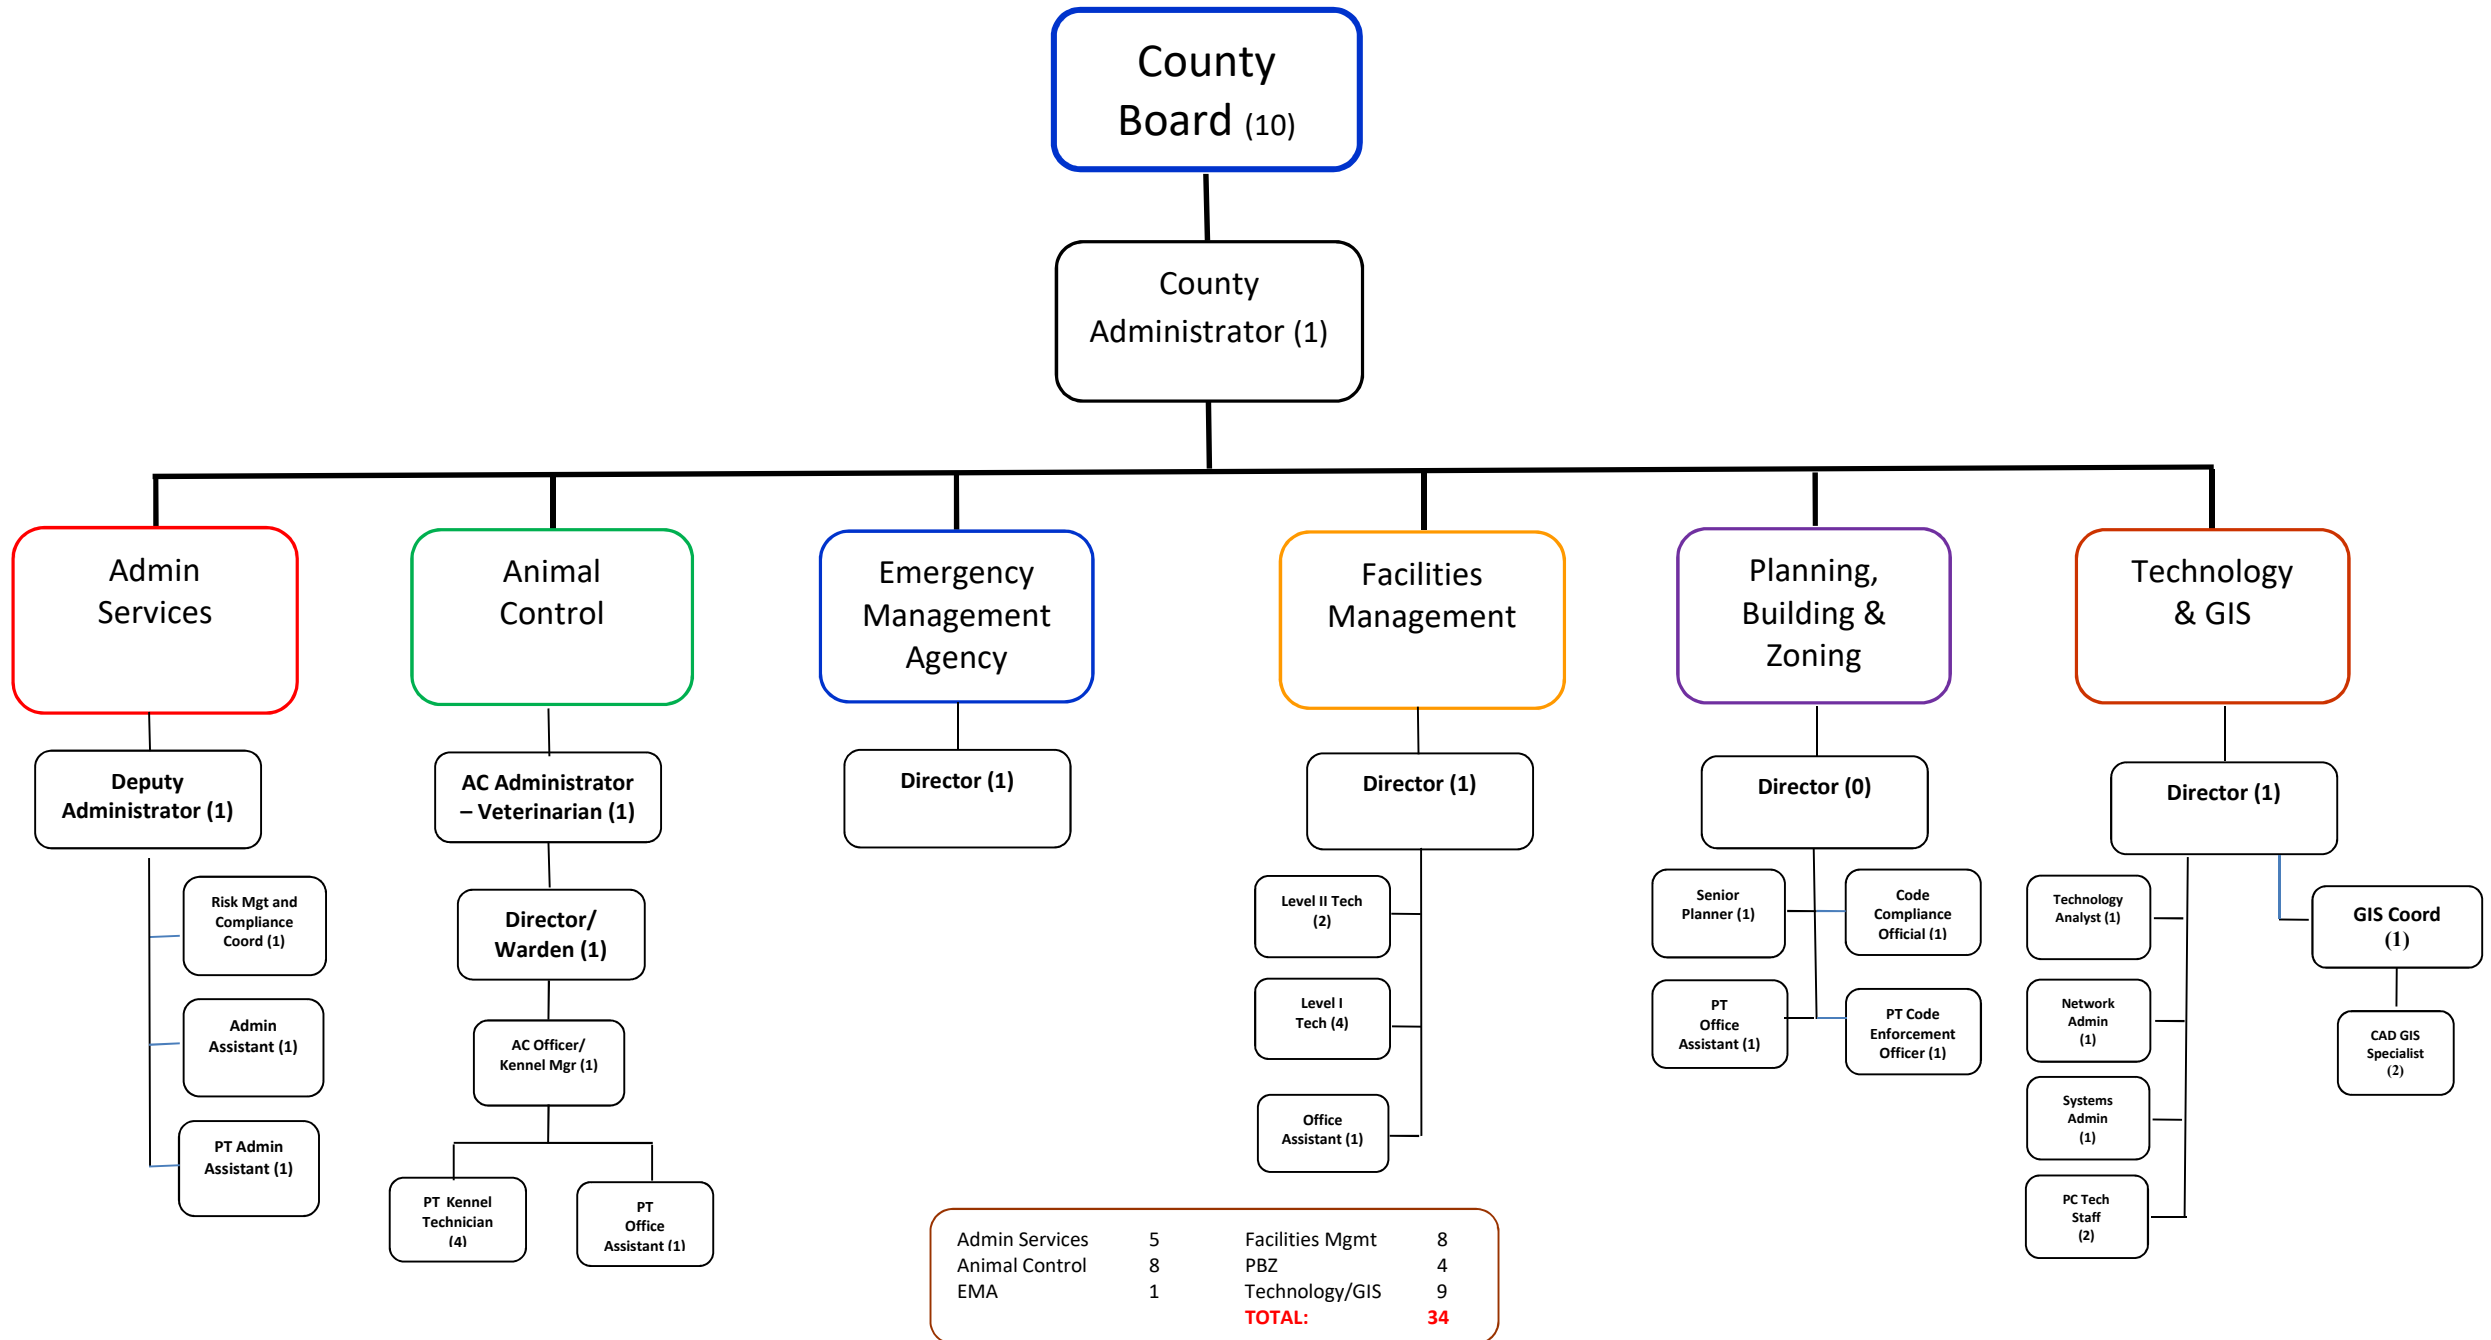 County
Board (10)
County
Administrator (1)
Admin
Services
Animal
Control
Emergency
Management
Agency
Facilities
Management
Planning,
Building &
Zoning
Technology
& GIS
Deputy
Administrator (1)
Risk Mgt and
Compliance
Coord (1)
Admin
Assistant (1)
PT Admin
Assistant (1)
AC Administrator
– Veterinarian (1)
Director/
Warden (1)
AC Officer/
Kennel Mgr (1)
PT Kennel
Technician
(4)
PT
Office
Assistant (1)
Director (1)
Director (1)
Level II Tech
(2)
Level I
Tech (4)
Office
Assistant (1)
Director (0)
Senior
Planner (1)
Code
Compliance
Official (1)
PT
Office
Assistant (1)
PT Code
Enforcement
Officer (1)
Director (1)
Technology
Analyst (1)
Network
Admin
(1)
Systems
Admin
(1)
PC Tech
Staff
(2)
GIS Coord
(1)
CAD GIS
Specialist
(2)
Admin Services 5 Facilities Mgmt 8
Animal Control 8 PBZ 4
EMA 1 Technology/GIS 9
TOTAL: 34